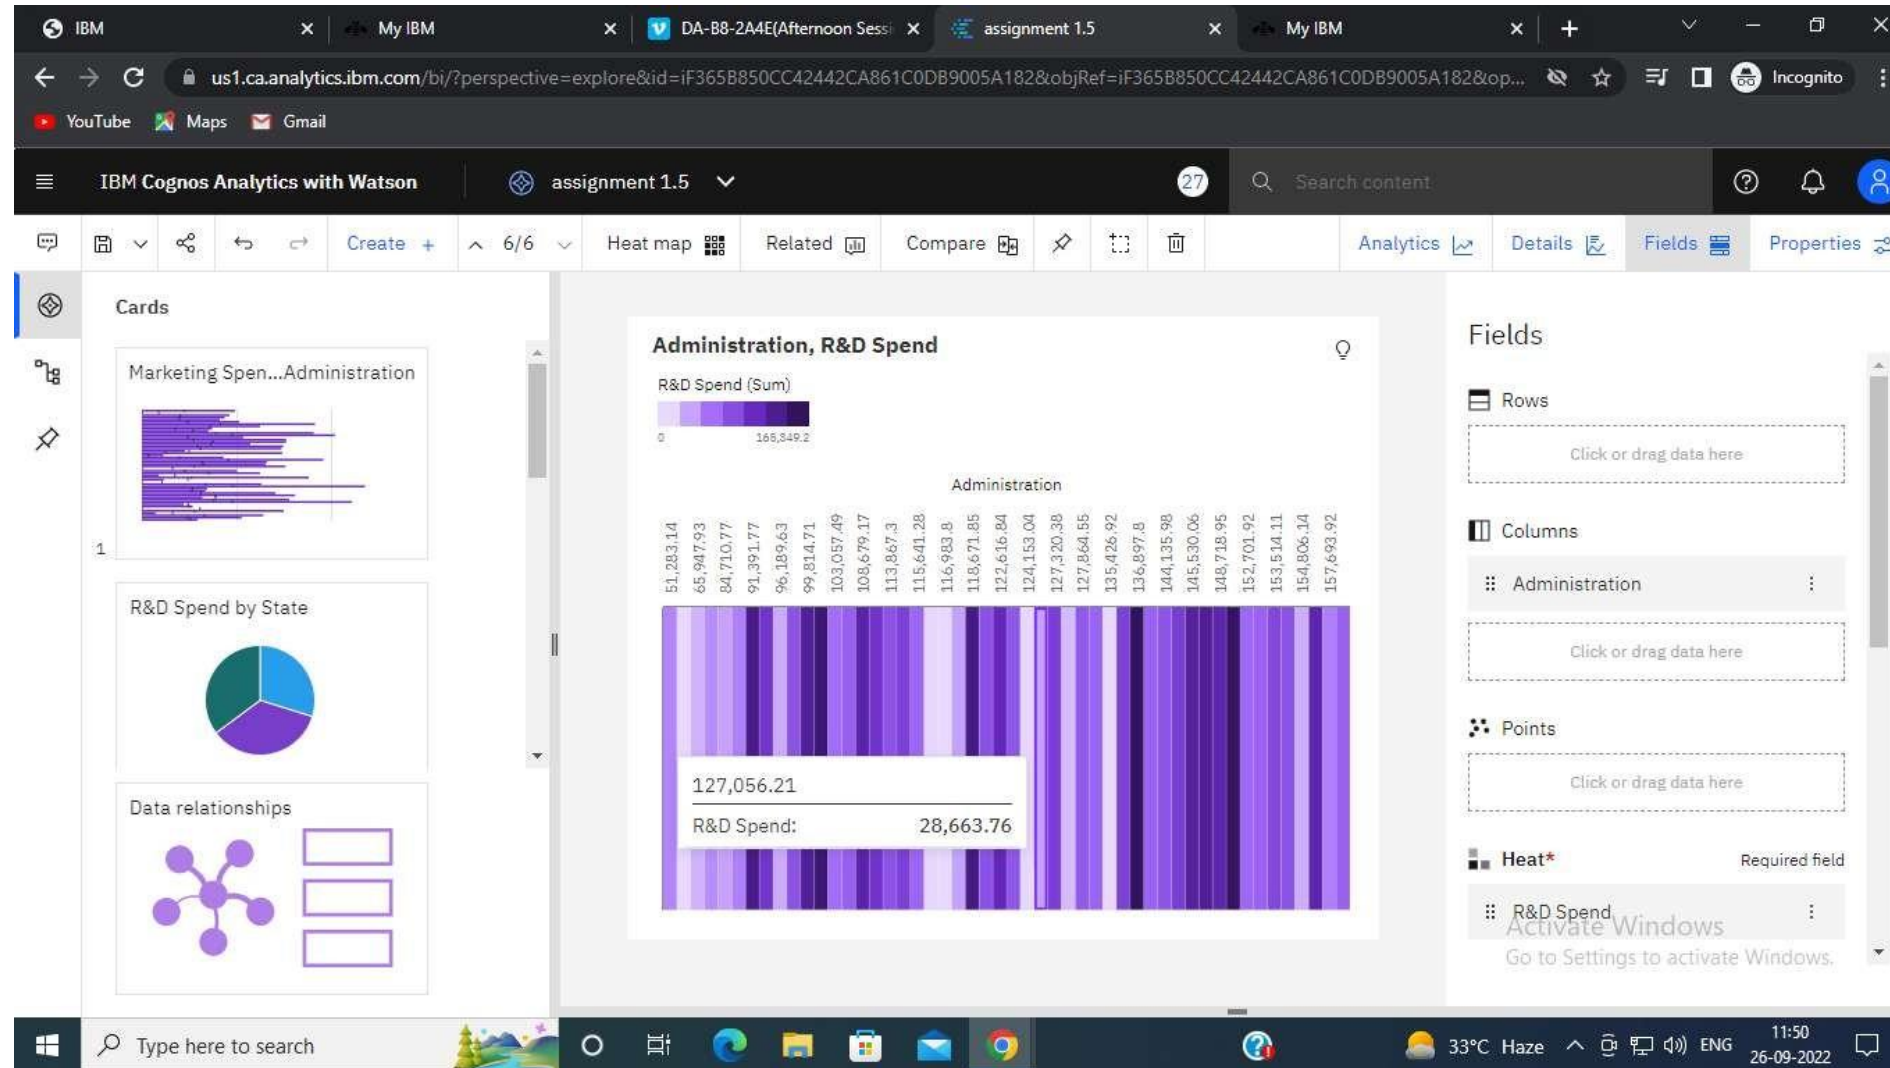 IBM
My IBM
DA-B8-2A4E(Afternoon Sessi
assignment 1.5
My IBM
us1.ca.analytics.ibm.com/bi/?perspective=explore&id=iF365B850CC42442CA861C0DB9005A182&objRef=iF365B850CC42442CA861C0DB9005A182&op...
Incognito
YouTube
Maps
Gmail
IBM Cognos Analytics with Watson
assignment 1.5
27
Search content
Create +
6/6
Heat map
Related
Compare
Analytics
Details
Fields
Properties
Cards
Marketing Spen...Administration
1
R&D Spend by State
Data relationships
Administration, R&D Spend
R&D Spend (Sum)
0
165,349.2
Administration
51,283.14
65,947.93
84,710.77
91,391.77
96,189.63
99,814.71
103,057.49
108,679.17
113,867.3
115,641.28
116,983.8
118,671.85
122,616.84
124,153.04
127,320.38
127,864.55
135,426.92
136,897.8
144,135.98
145,530.06
148,718.95
152,701.92
153,514.11
154,806.14
157,693.92
127,056.21
R&D Spend: 28,663.76
Fields
Rows
Click or drag data here
Columns
Administration
Click or drag data here
Points
Click or drag data here
Heat* Required field
R&D Spend
Activate Windows
Go to Settings to activate Windows.
Type here to search
33°C Haze
ENG
11:50
26-09-2022